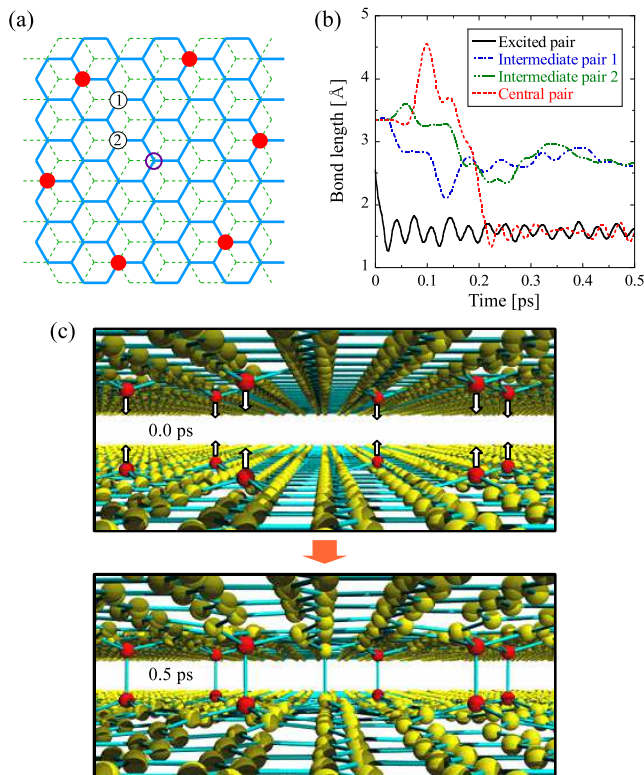 (a)
1
2
(b)
Excited pair
Intermediate pair 1
Intermediate pair 2
Central pair
5
4
3
2
1
Bond length [Å]
0
0.1
0.2
0.3
0.4
0.5
Time [ps]
(c)
0.0 ps
0.5 ps